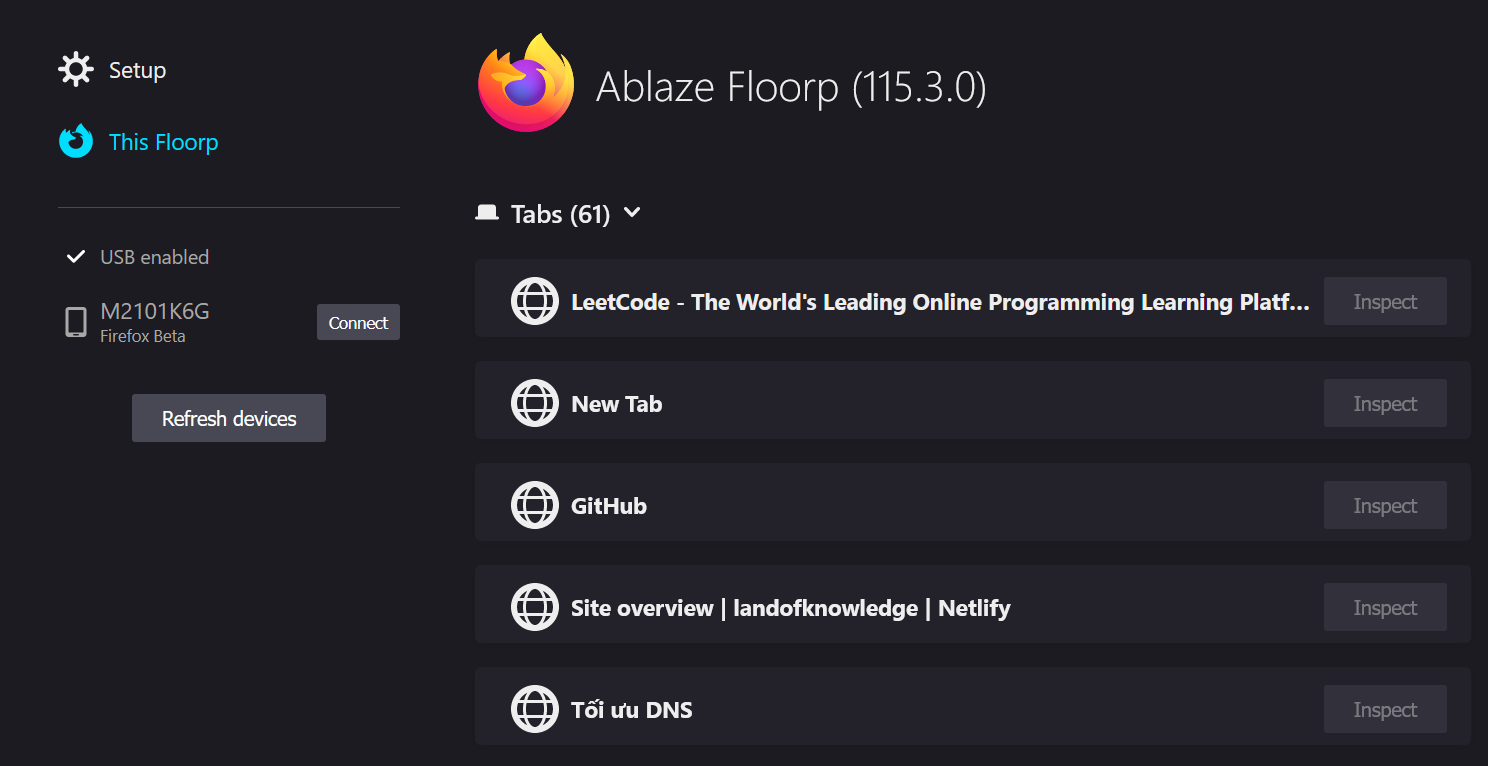 Setup
This Floorp
USB enabled
M2101K6G
Firefox Beta
Connect
Refresh devices
Ablaze Floorp (115.3.0)
Tabs (61)
LeetCode - The World's Leading Online Programming Learning Platf...
Inspect
New Tab
Inspect
GitHub
Inspect
Site overview | landofknowledge | Netlify
Inspect
Tối ưu DNS
Inspect